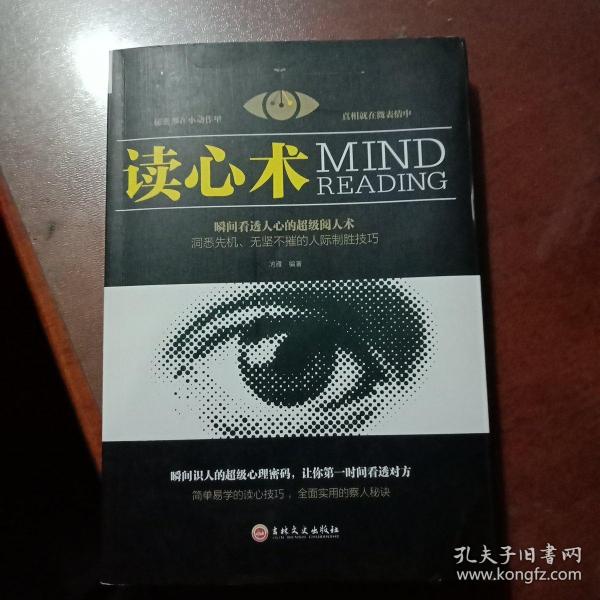 秘密都在小动作里
真相就在微表情中
读心术
MIND
READING
瞬间看透人心的超级阅人术
洞悉先机、无坚不摧的人际制胜技巧
编著
瞬间识人的超级心理密码，让你第一时间看透对方
简单易学的读心技巧，全面实用的察人秘诀
吉林文史出版社
JILIN WENSHI CHUBANSHE
孔夫子旧书网
www.kongfz.com